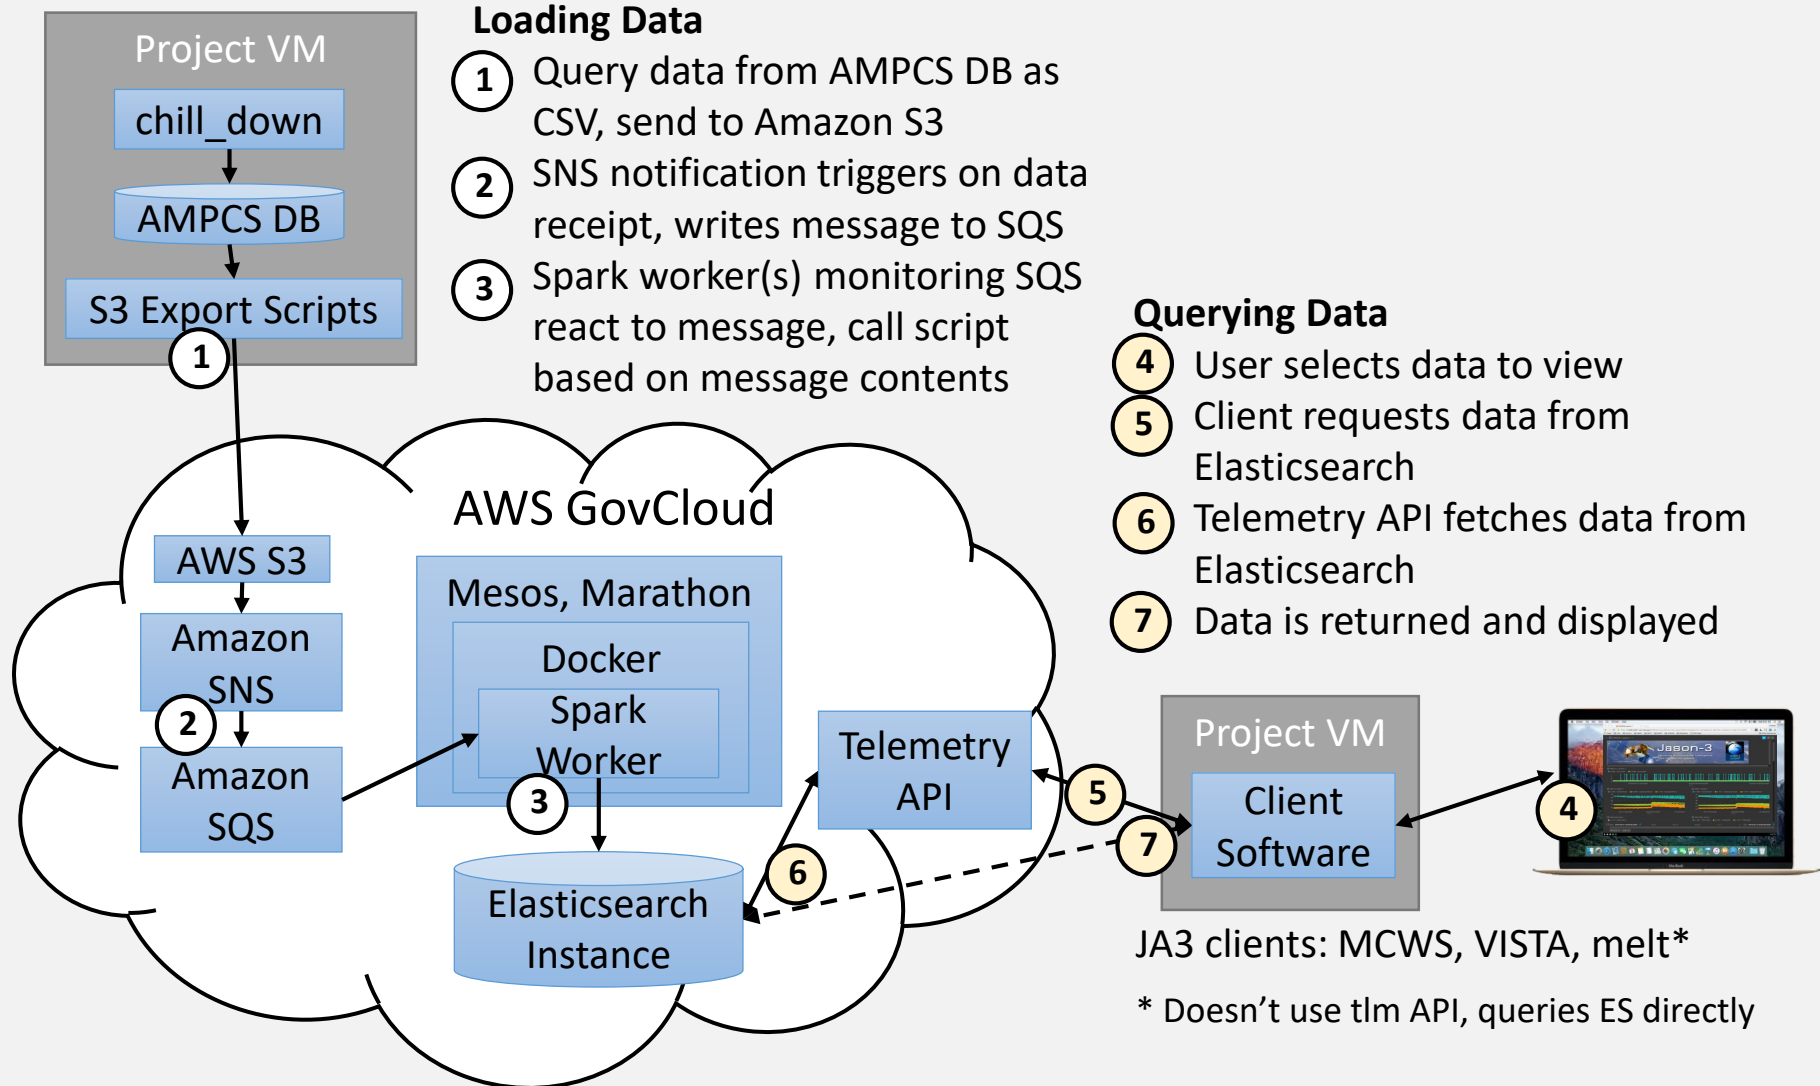 Project VM
chill_down
AMPCS DB
S3 Export Scripts
1
Loading Data
1
Query data from AMPCS DB as
CSV, send to Amazon S3
2
SNS notification triggers on data
receipt, writes message to SQS
3
Spark worker(s) monitoring SQS
react to message, call script
based on message contents
Querying Data
4
User selects data to view
5
Client requests data from
Elasticsearch
6
Telemetry API fetches data from
Elasticsearch
7
Data is returned and displayed
AWS GovCloud
AWS S3
Amazon
SNS
2
Amazon
SQS
Mesos, Marathon
Docker
Spark
Worker
3
Elasticsearch
Instance
6
Telemetry
API
5
7
Project VM
Client
Software
4
Jason-3
JA3 clients: MCWS, VISTA, melt*
* Doesn’t use tlm API, queries ES directly